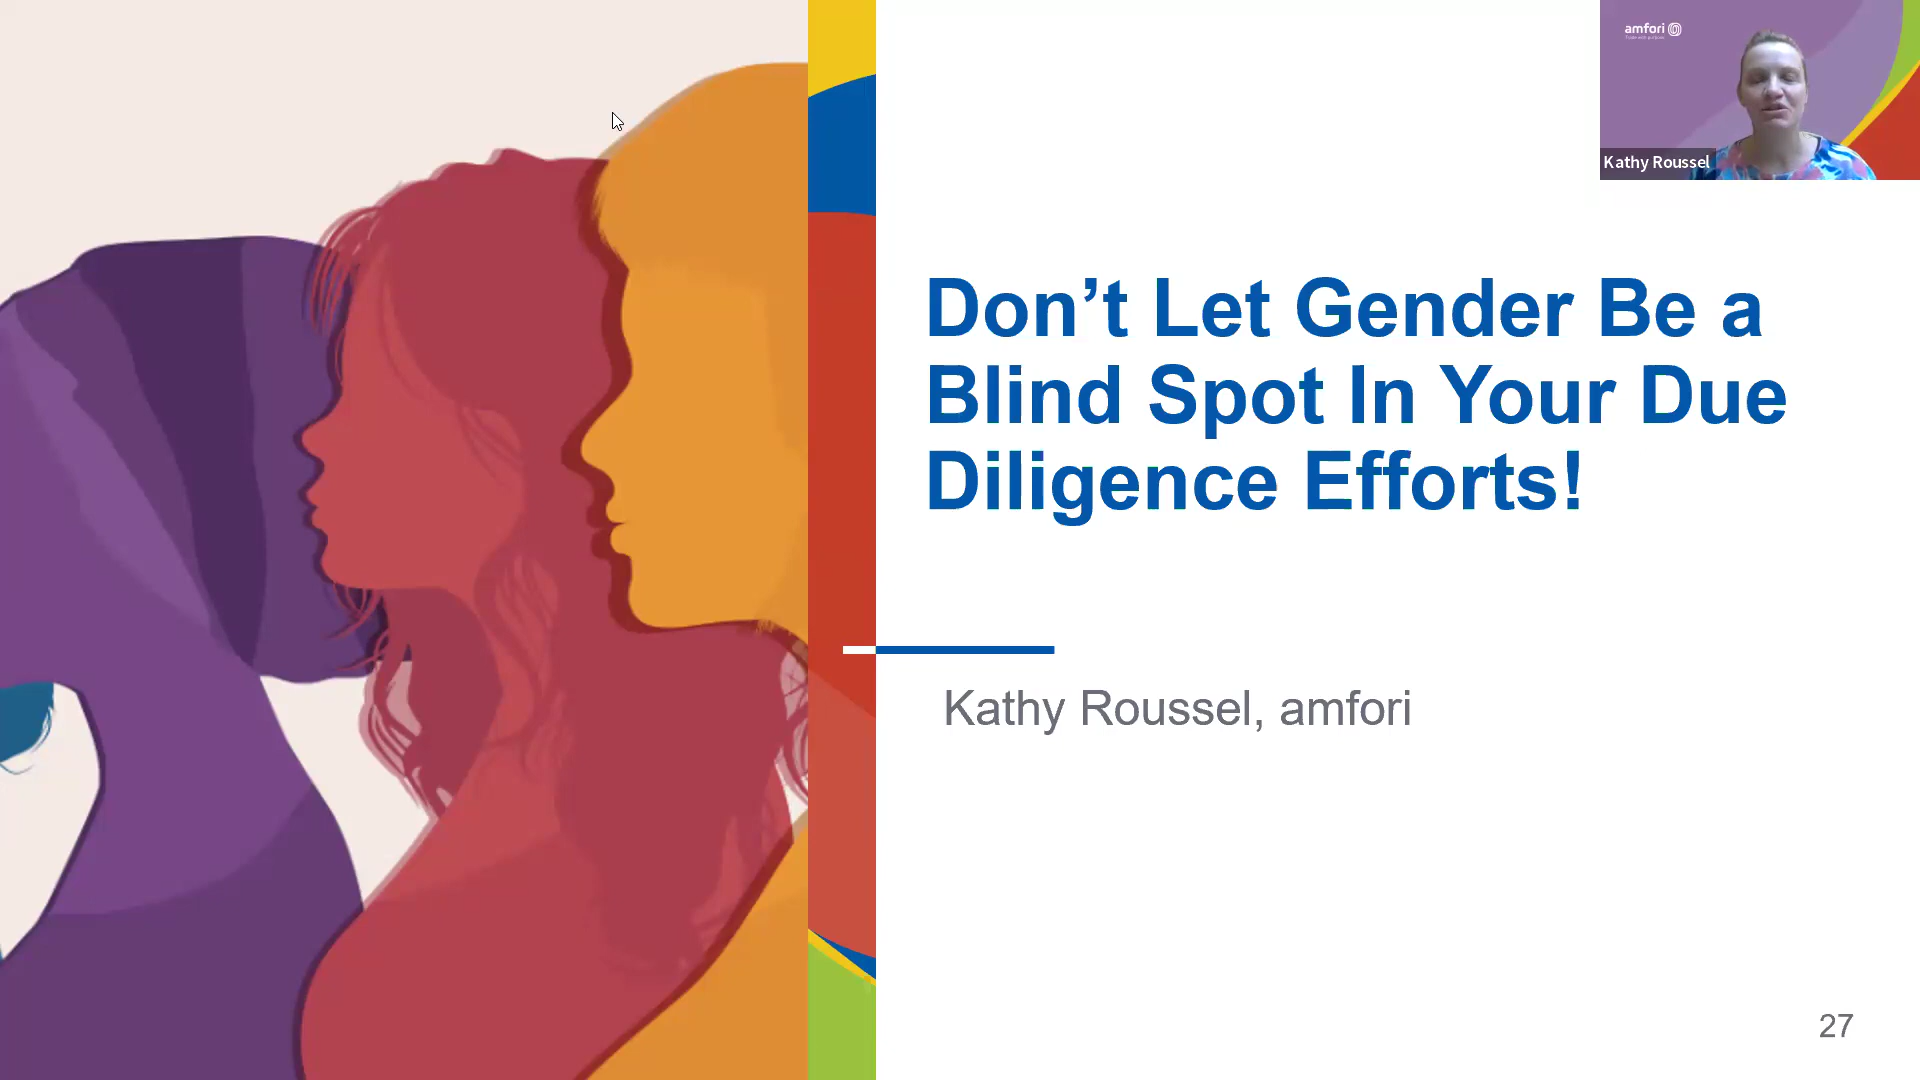 amfori
Kathy Roussel
Don’t Let Gender Be a
Blind Spot In Your Due
Diligence Efforts!
Kathy Roussel, amfori
27